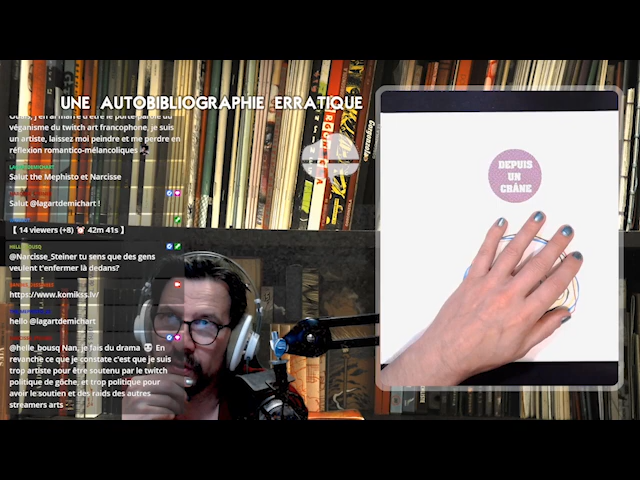 UNE AUTOBIBLIOGRAPHIE ERRATIQUE
véganisme du twitch art francophone, je suis
un artiste, laissez moi peindre et me perdre en
réflexion romantico-mélancoliques
Salut the Mephisto et Narcisse
Salut @lagartdemichart !
【 14 viewers (+8) ⏰ 42m 41s 】
@Narcisse_Steiner tu sens que des gens
veulent t'enfermer là dedans?
https://www.komikss.lv/
hello @lagartdemichart
@helle_bousq Nan, je fais du drama
En
revanche ce que je constate c'est que je suis
trop artiste pour être soutenu par le twitch
politique de gôche, et trop politique pour
avoir le soutien et des raids des autres
streamers arts -
DEPUIS
UN
CRÂNE